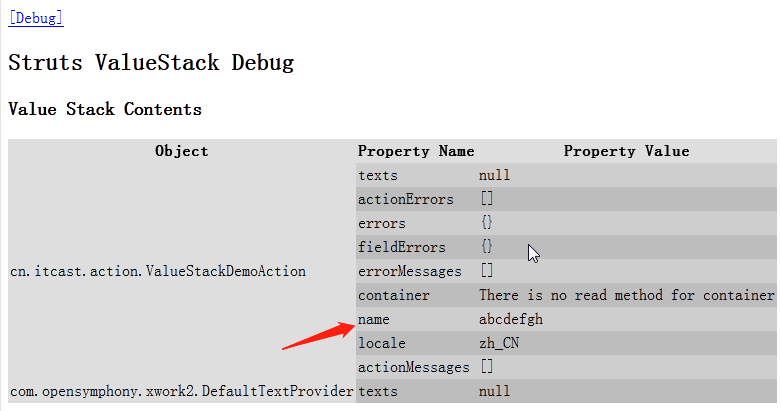 [Debug]
Struts ValueStack Debug
Value Stack Contents
Object Property Name Property Value
texts null
actionErrors []
errors {}
fieldErrors {}
cn.itcast.action.ValueStackDemoAction errorMessages []
container There is no read method for container
name abcdefgh
locale zh_CN
actionMessages []
com.opensymphony.xwork2.DefaultTextProvider texts null